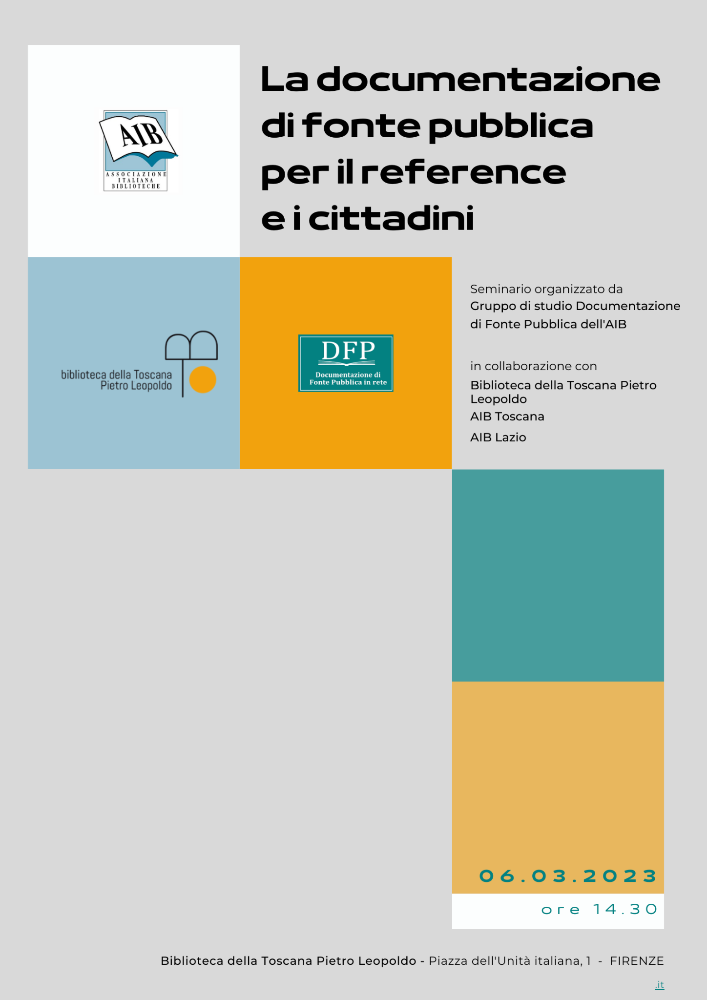 La documentazione
di fonte pubblica
per il reference
e i cittadini
AIB
ASSOCIAZIONE
ITALIANA
BIBLIOTECHE
biblioteca della Toscana
Pietro Leopoldo
DFP
Documentazione di
Fonte Pubblica in rete
Seminario organizzato da
Gruppo di studio Documentazione
di Fonte Pubblica dell'AIB
in collaborazione con
Biblioteca della Toscana Pietro
Leopoldo
AIB Toscana
AIB Lazio
06.03.2023
ore 14.30
Biblioteca della Toscana Pietro Leopoldo - Piazza dell'Unità italiana, 1 - FIRENZE
.it